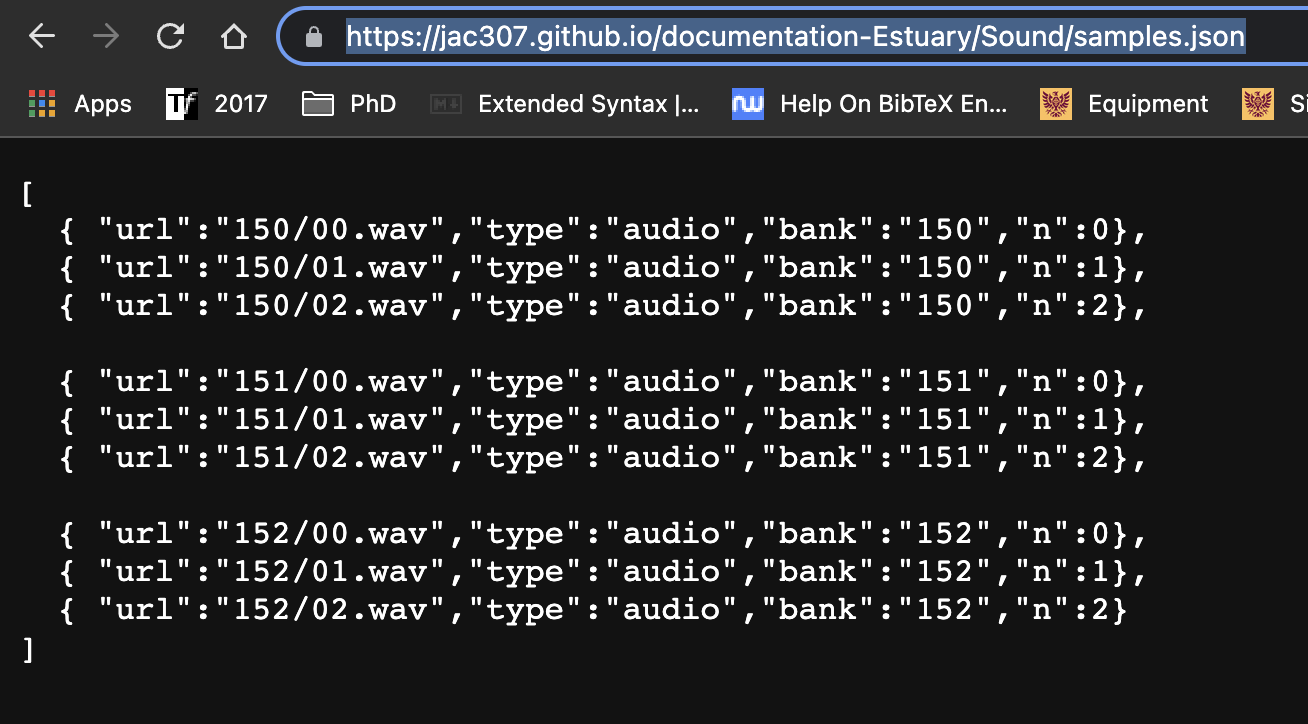 https://jac307.github.io/documentation-Estuary/Sound/samples.json
Apps Tf 2017 PhD M Extended Syntax |... nw Help On BibTeX En... Equipment Si
[
{ "url":"150/00.wav","type":"audio","bank":"150","n":0},
{ "url":"150/01.wav","type":"audio","bank":"150","n":1},
{ "url":"150/02.wav","type":"audio","bank":"150","n":2},
{ "url":"151/00.wav","type":"audio","bank":"151","n":0},
{ "url":"151/01.wav","type":"audio","bank":"151","n":1},
{ "url":"151/02.wav","type":"audio","bank":"151","n":2},
{ "url":"152/00.wav","type":"audio","bank":"152","n":0},
{ "url":"152/01.wav","type":"audio","bank":"152","n":1},
{ "url":"152/02.wav","type":"audio","bank":"152","n":2}
]